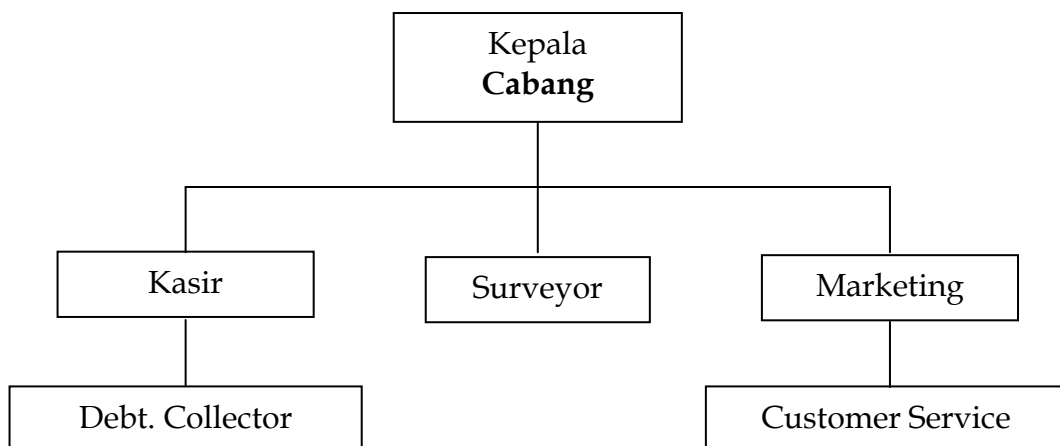 Kepala
Cabang
Kasir
Surveyor
Marketing
Debt. Collector
Customer Service